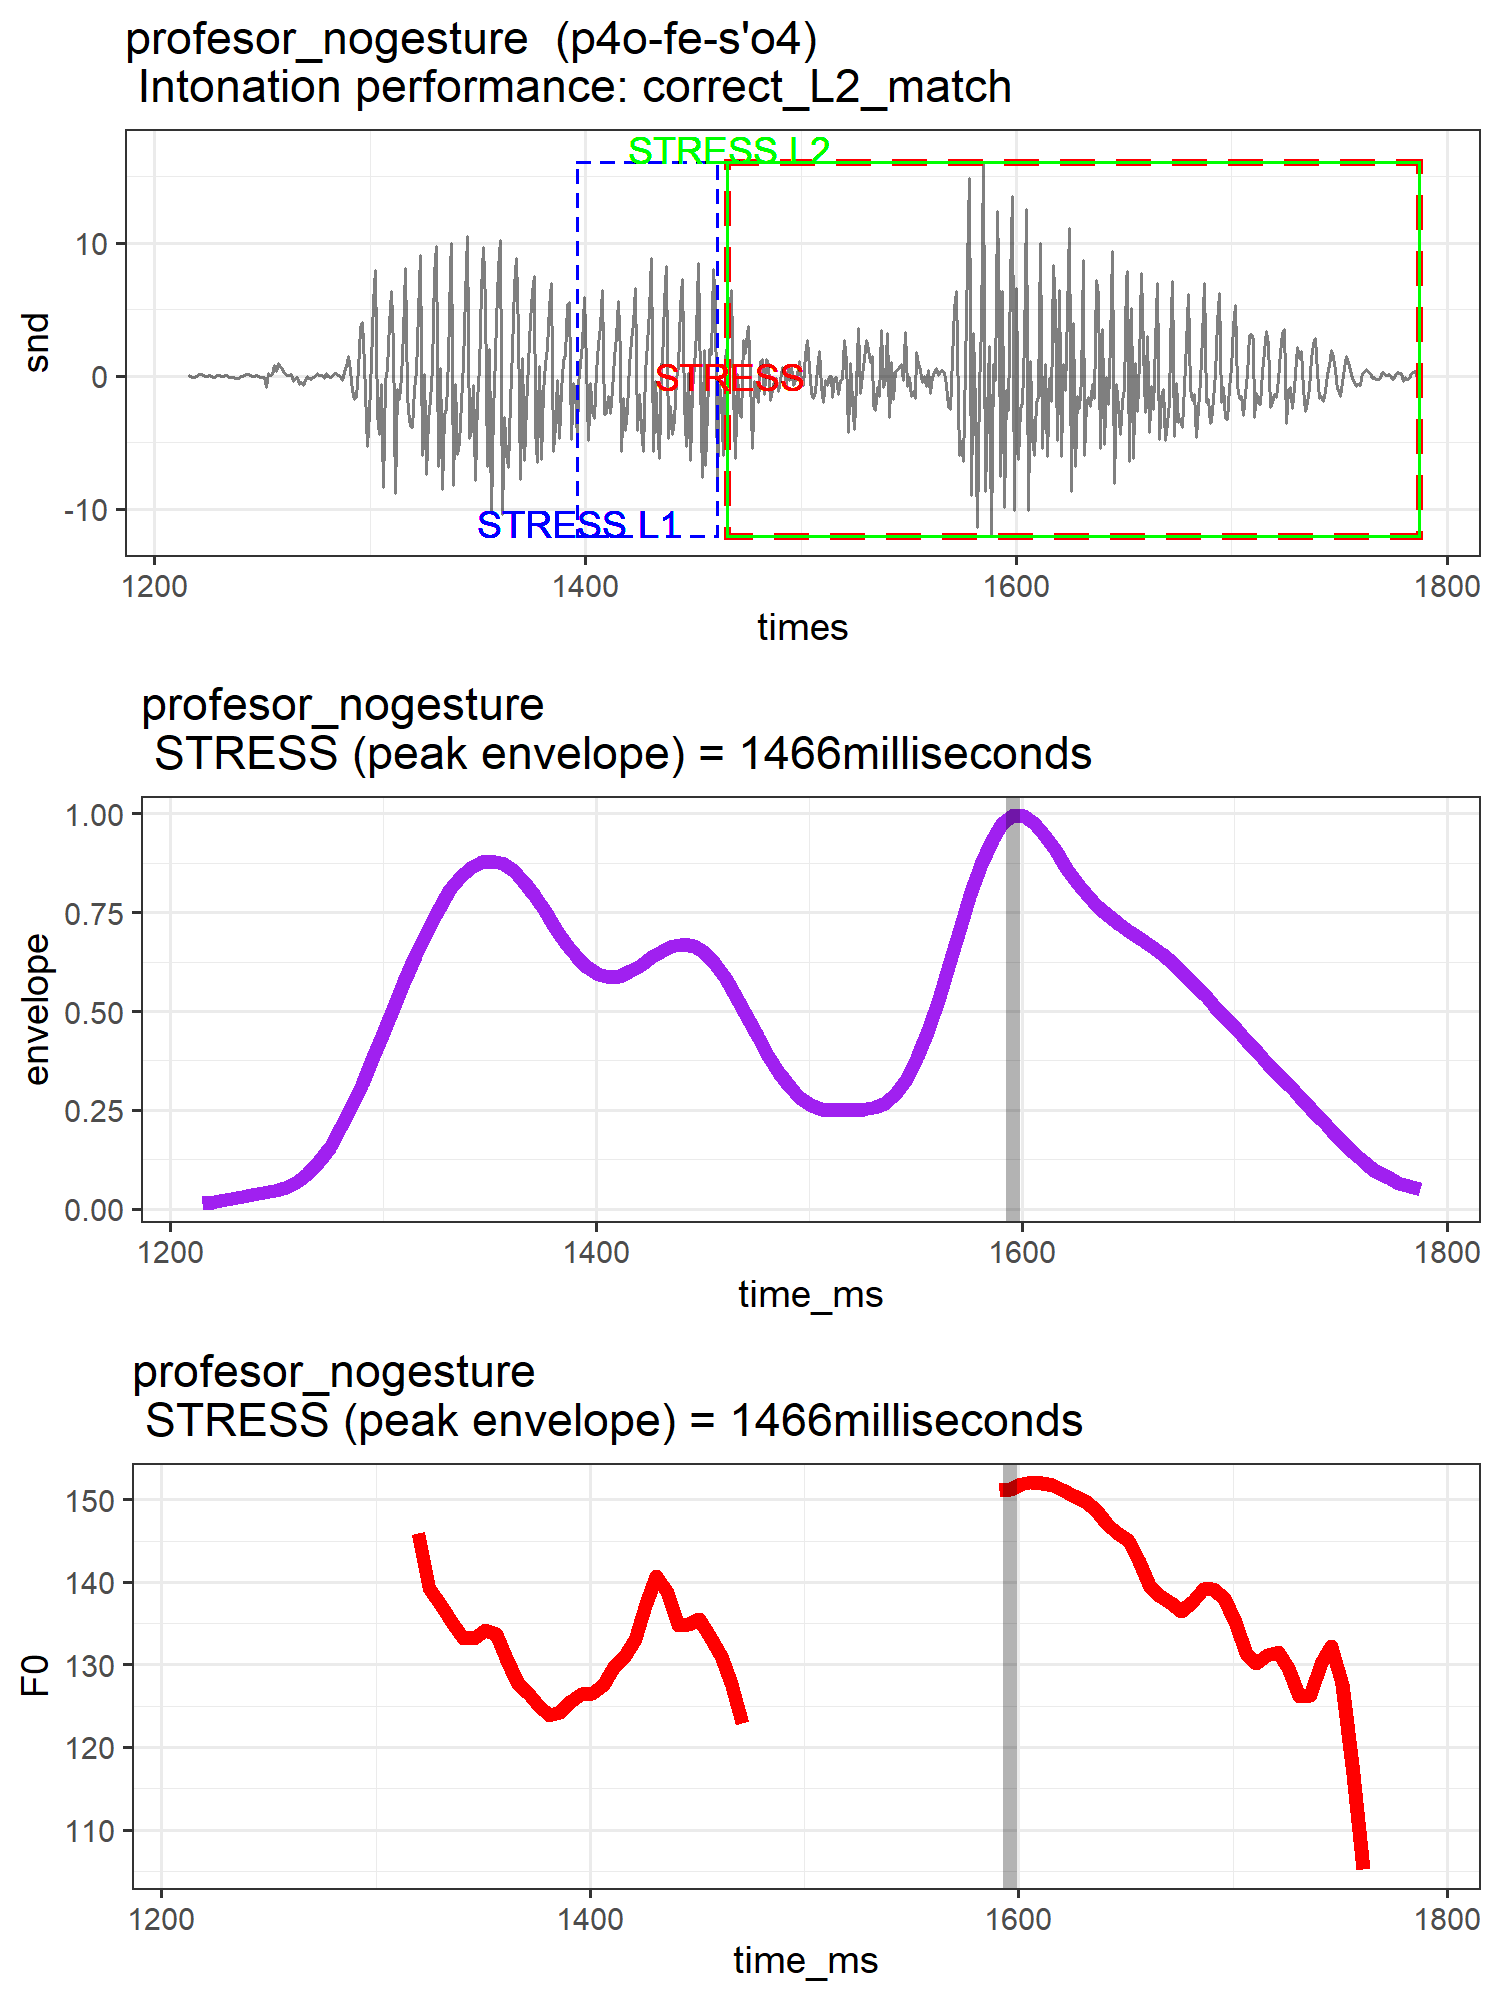 profesor_nogesture  (p4o-fe-s'o4)
Intonation performance: correct_L2_match
STRESS L2
STRESS
STRESS L1
snd
10
0
-10
1200
1400
1600
1800
times
profesor_nogesture
STRESS (peak envelope) = 1466milliseconds
envelope
1.00
0.75
0.50
0.25
0.00
1200
1400
1600
1800
time_ms
profesor_nogesture
STRESS (peak envelope) = 1466milliseconds
F0
150
140
130
120
110
1200
1400
1600
1800
time_ms